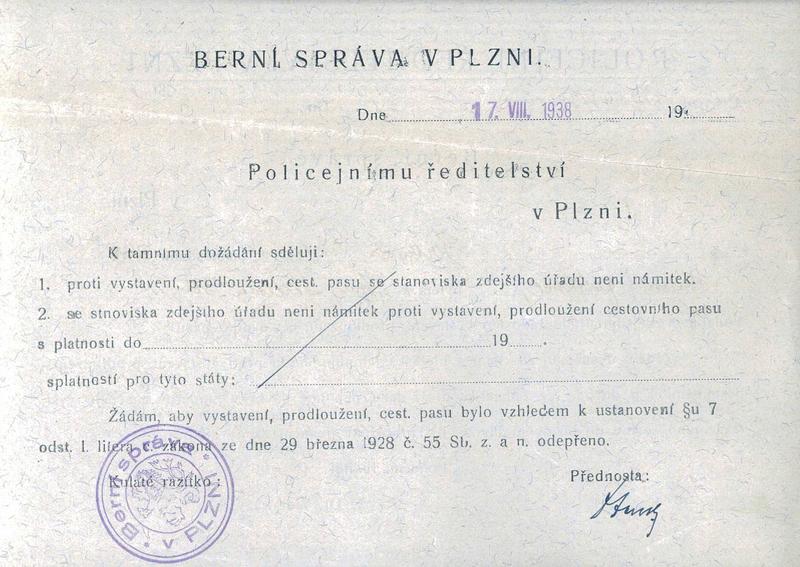 BERNÍ SPRÁVA V PLZNI.
Dne 17. VIII. 1938 19
Policejnímu ředitelství
v Plzni.
K tamnímu dožádání sděluji:
1. proti vystavení, prodloužení, cest. pasu se stanoviska zdejšího úřadu neni námitek.
2. se stnoviska zdejšího úřadu neni námitek proti vystavení, prodloužení cestovního pasu
s platnosti do 19 .
splatností pro tyto státy:
Žádám, aby vystavení, prodloužení, cest. pasu bylo vzhledem k ustanovení §u 7
odst. I. litera c. zákona ze dne 29 března 1928 č. 55 Sb. z. a n. odepřeno.
Kulaté razítko:
Přednosta:
Berní správa v PLZNI